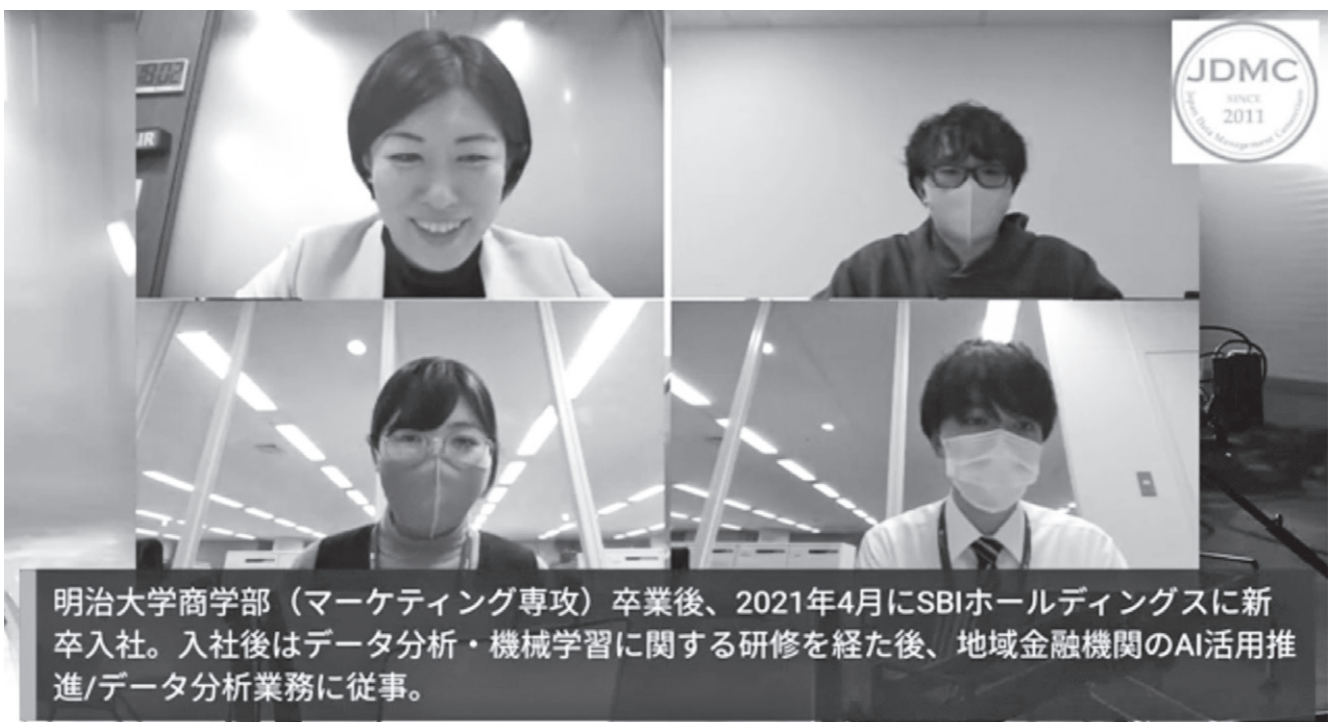 JDMC
SINCE
2011
Japan Data Management Consortium
明治大学商学部（マーケティング専攻）卒業後、2021年4月にSBIホールディングスに新
卒入社。入社後はデータ分析・機械学習に関する研修を経た後、地域金融機関のAI活用推
進/データ分析業務に従事。